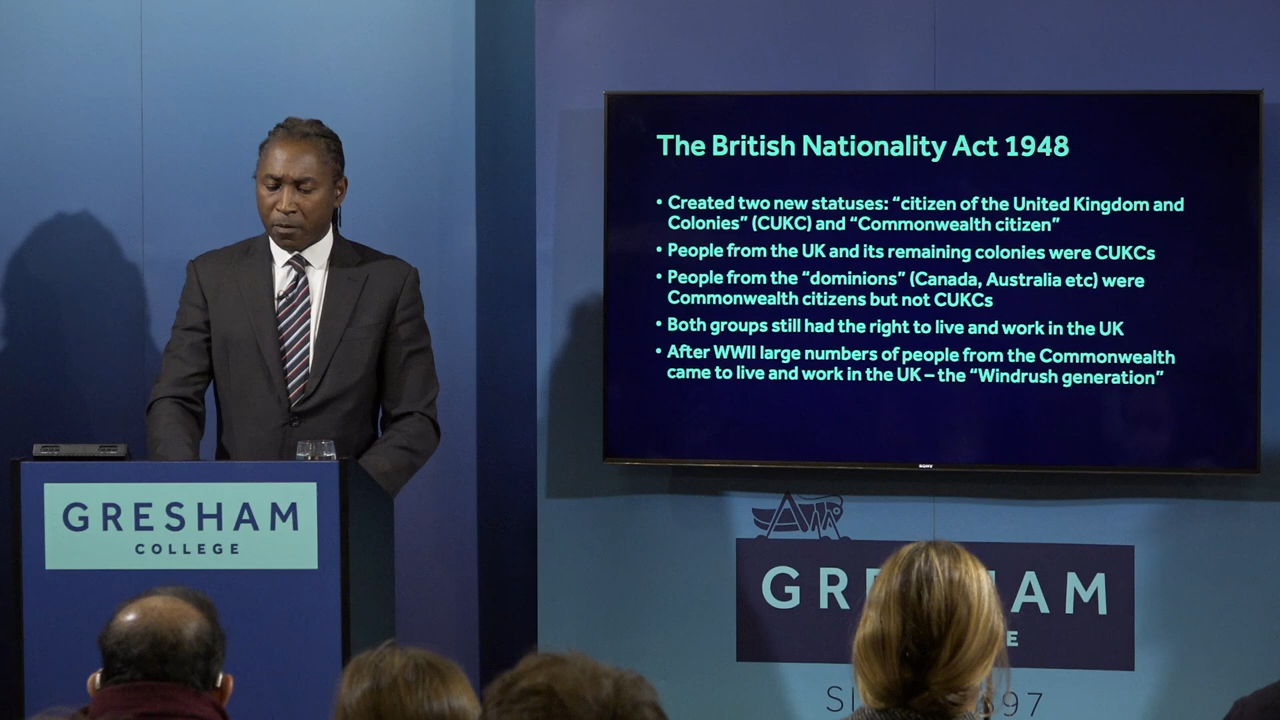 The British Nationality Act 1948
• Created two new statuses: “citizen of the United Kingdom and
Colonies” (CUKC) and “Commonwealth citizen”
• People from the UK and its remaining colonies were CUKCs
• People from the “dominions” (Canada, Australia etc) were
Commonwealth citizens but not CUKCs
• Both groups still had the right to live and work in the UK
• After WWII large numbers of people from the Commonwealth
came to live and work in the UK – the “Windrush generation”
SONY
GRESHAM
COLLEGE
GR AM
E
SI 97